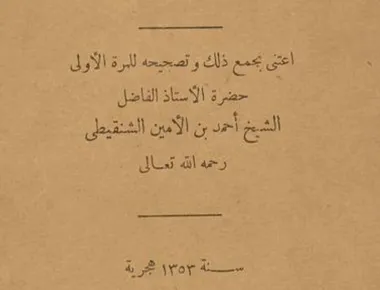 اعتنى بجمع ذلك وتصحيحه للمرة الأولى
حضرة الأستاذ الفاضل
الشيخ أحمد بن الأمين الشنقيطى
رحمه الله تعالى
سنة ١٣٥٣ هجرية